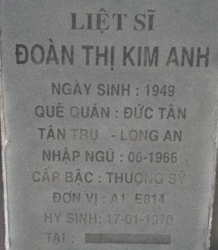 LIỆT SĨ
ĐOÀN THỊ KIM ANH
NGÀY SINH : 1949
QUÊ QUÁN : ĐỨC TÂN
TÂN TRỤ - LONG AN
NHẬP NGŨ : 06-1966
CẤP BẬC : THƯỢNG SỸ
ĐƠN VỊ : A1 E814
HY SINH: 17-01-1970
TẠI :